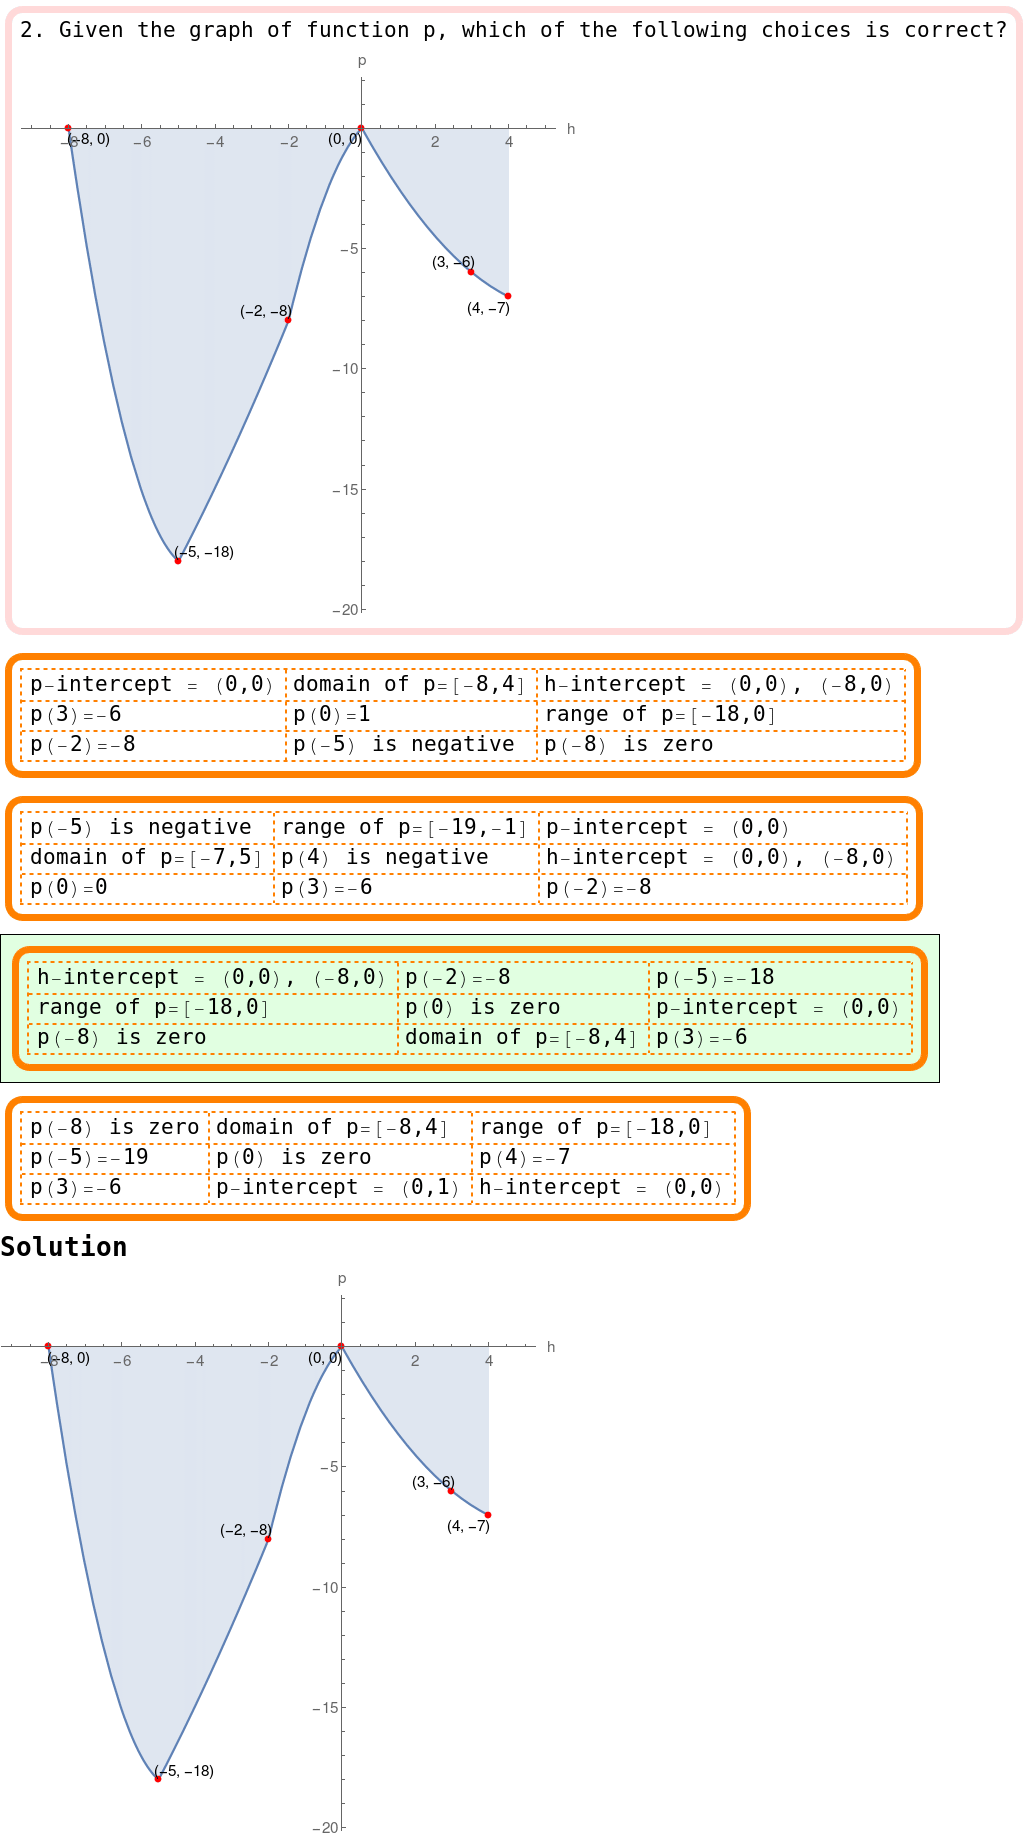 2. Given the graph of function p, which of the following choices is correct?
p
h
(−8, 0)
−8
−6
−4
−2
(0, 0)
2
4
−5
(3, −6)
(−2, −8)
(4, −7)
−10
−15
(−5, −18)
−20
p-intercept = (0,0) domain of p=[-8,4] h-intercept = (0,0), (-8,0)
p(3)=-6 p(0)=1 range of p=[-18,0]
p(-2)=-8 p(-5) is negative p(-8) is zero
p(-5) is negative range of p=[-19,-1] p-intercept = (0,0)
domain of p=[-7,5] p(4) is negative h-intercept = (0,0), (-8,0)
p(0)=0 p(3)=-6 p(-2)=-8
h-intercept = (0,0), (-8,0) p(-2)=-8 p(-5)=-18
range of p=[-18,0] p(0) is zero p-intercept = (0,0)
p(-8) is zero domain of p=[-8,4] p(3)=-6
p(-8) is zero domain of p=[-8,4] range of p=[-18,0]
p(-5)=-19 p(0) is zero p(4)=-7
p(3)=-6 p-intercept = (0,1) h-intercept = (0,0)
Solution
p
h
(−8, 0)
−8
−6
−4
−2
(0, 0)
2
4
−5
(3, −6)
(−2, −8)
(4, −7)
−10
−15
(−5, −18)
−20